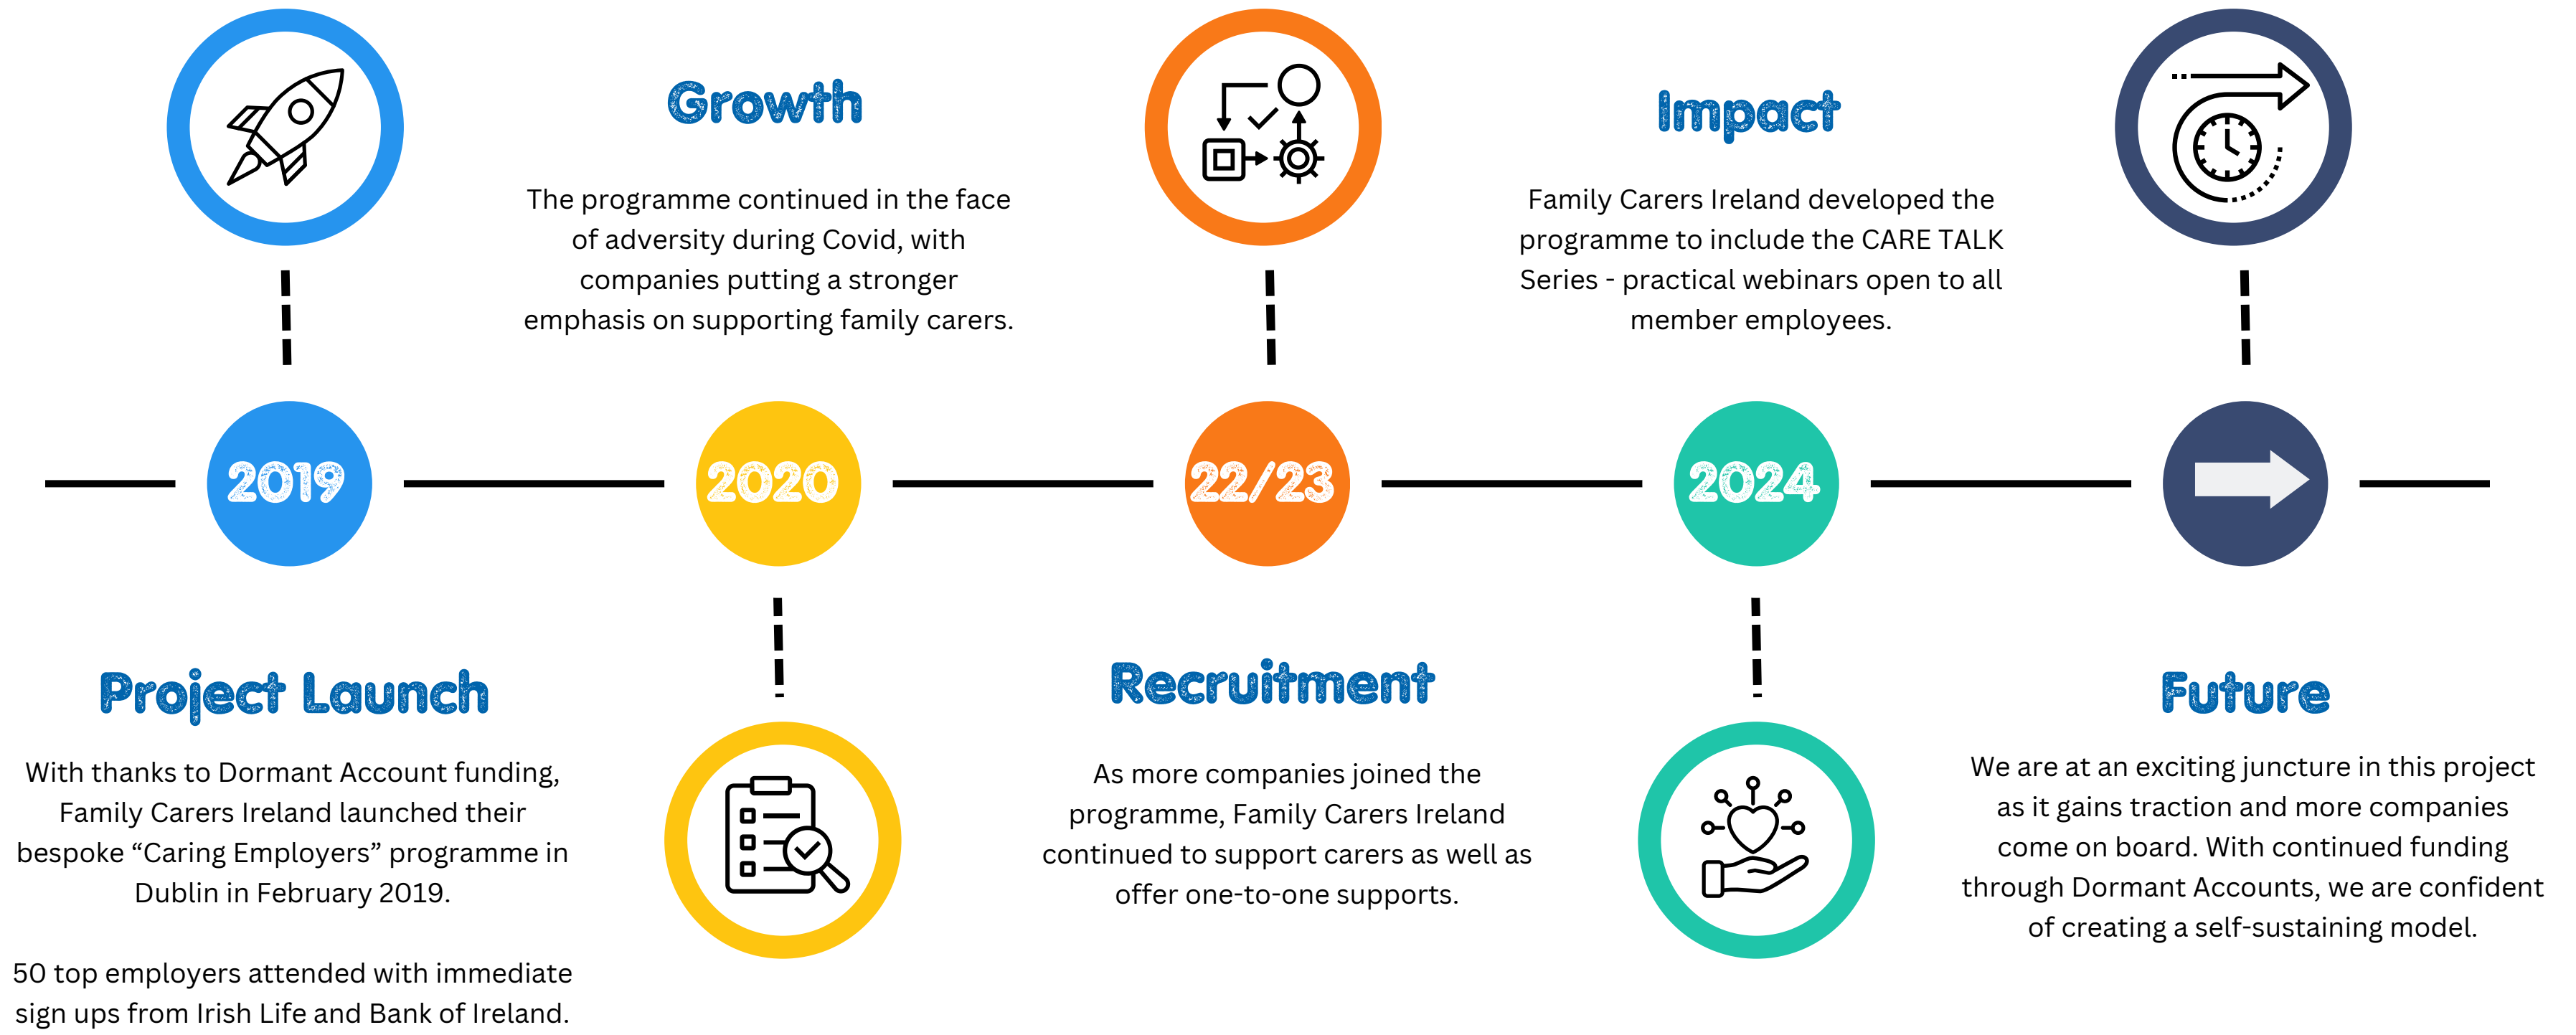 2019
Project Launch
With thanks to Dormant Account funding,
Family Carers Ireland launched their
bespoke “Caring Employers” programme in
Dublin in February 2019.
50 top employers attended with immediate
sign ups from Irish Life and Bank of Ireland.
Growth
The programme continued in the face
of adversity during Covid, with
companies putting a stronger
emphasis on supporting family carers.
2020
22/23
Recruitment
As more companies joined the
programme, Family Carers Ireland
continued to support carers as well as
offer one-to-one supports.
Impact
Family Carers Ireland developed the
programme to include the CARE TALK
Series - practical webinars open to all
member employees.
2024
Future
We are at an exciting juncture in this project
as it gains traction and more companies
come on board. With continued funding
through Dormant Accounts, we are confident
of creating a self-sustaining model.